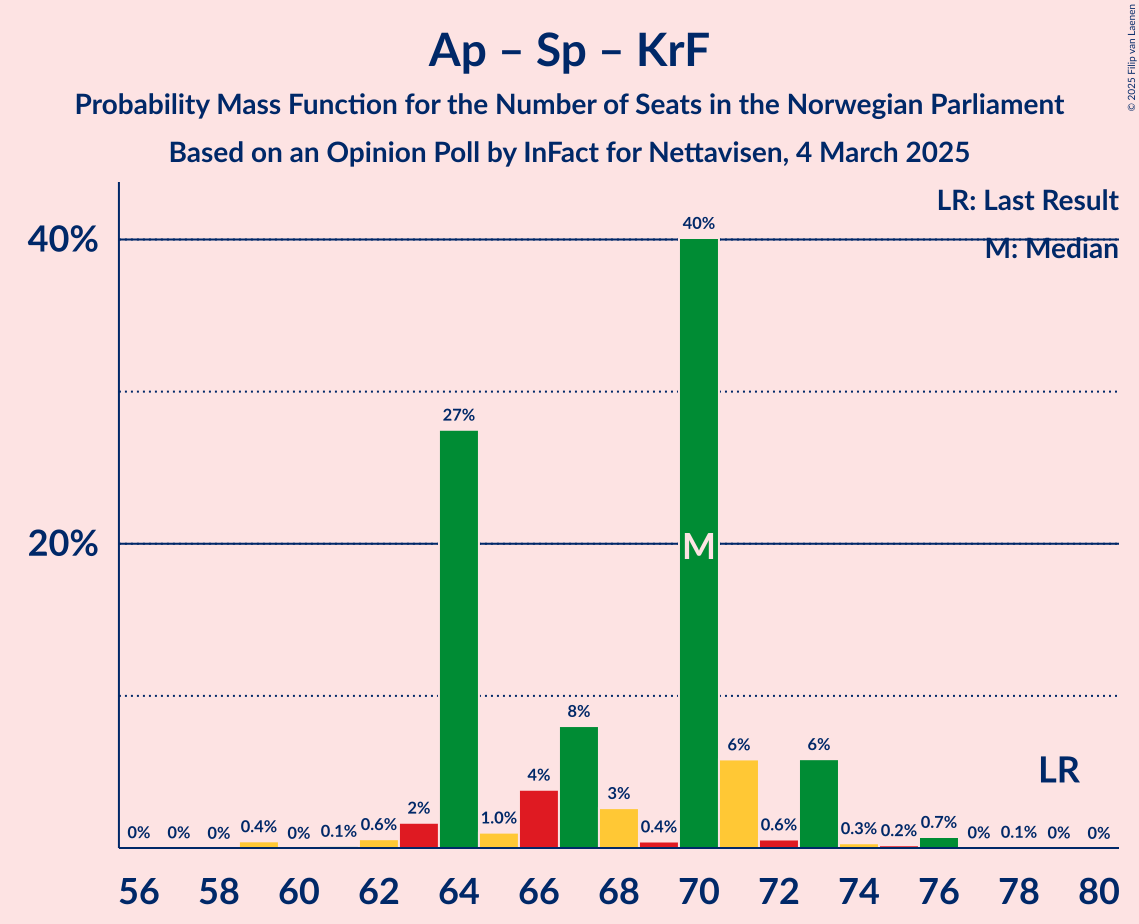 © 2025 Filip van Laenen
Ap – Sp – KrF
Probability Mass Function for the Number of Seats in the Norwegian Parliament
Based on an Opinion Poll by InFact for Nettavisen, 4 March 2025
LR: Last Result
M: Median
40%
20%
0% 0% 0% 0.4% 0% 0.1% 0.6% 2% 27% 1.0% 4% 8% 3% 0.4% 40% 6% 0.6% 6% 0.3% 0.2% 0.7% 0% 0.1% 0% 0%
M
LR
56 58 60 62 64 66 68 70 72 74 76 78 80